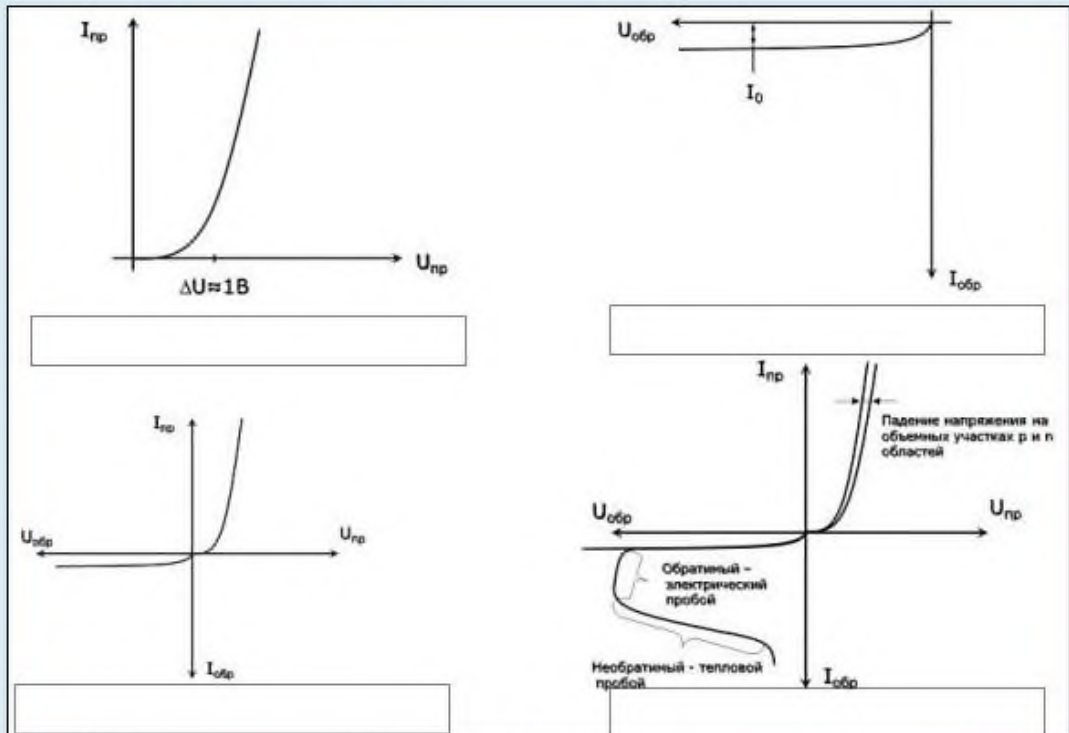 Iпр
Uпр
ΔU≈1В
Uобр
I₀
Iобр
Iпр
Uобр
Uпр
Iобр
Iпр
Падение напряжения на
объемных участках p и n
областей
Uобр
Uпр
Обратимый –
электрический
пробой
Необратимый - тепловой
пробой
Iобр